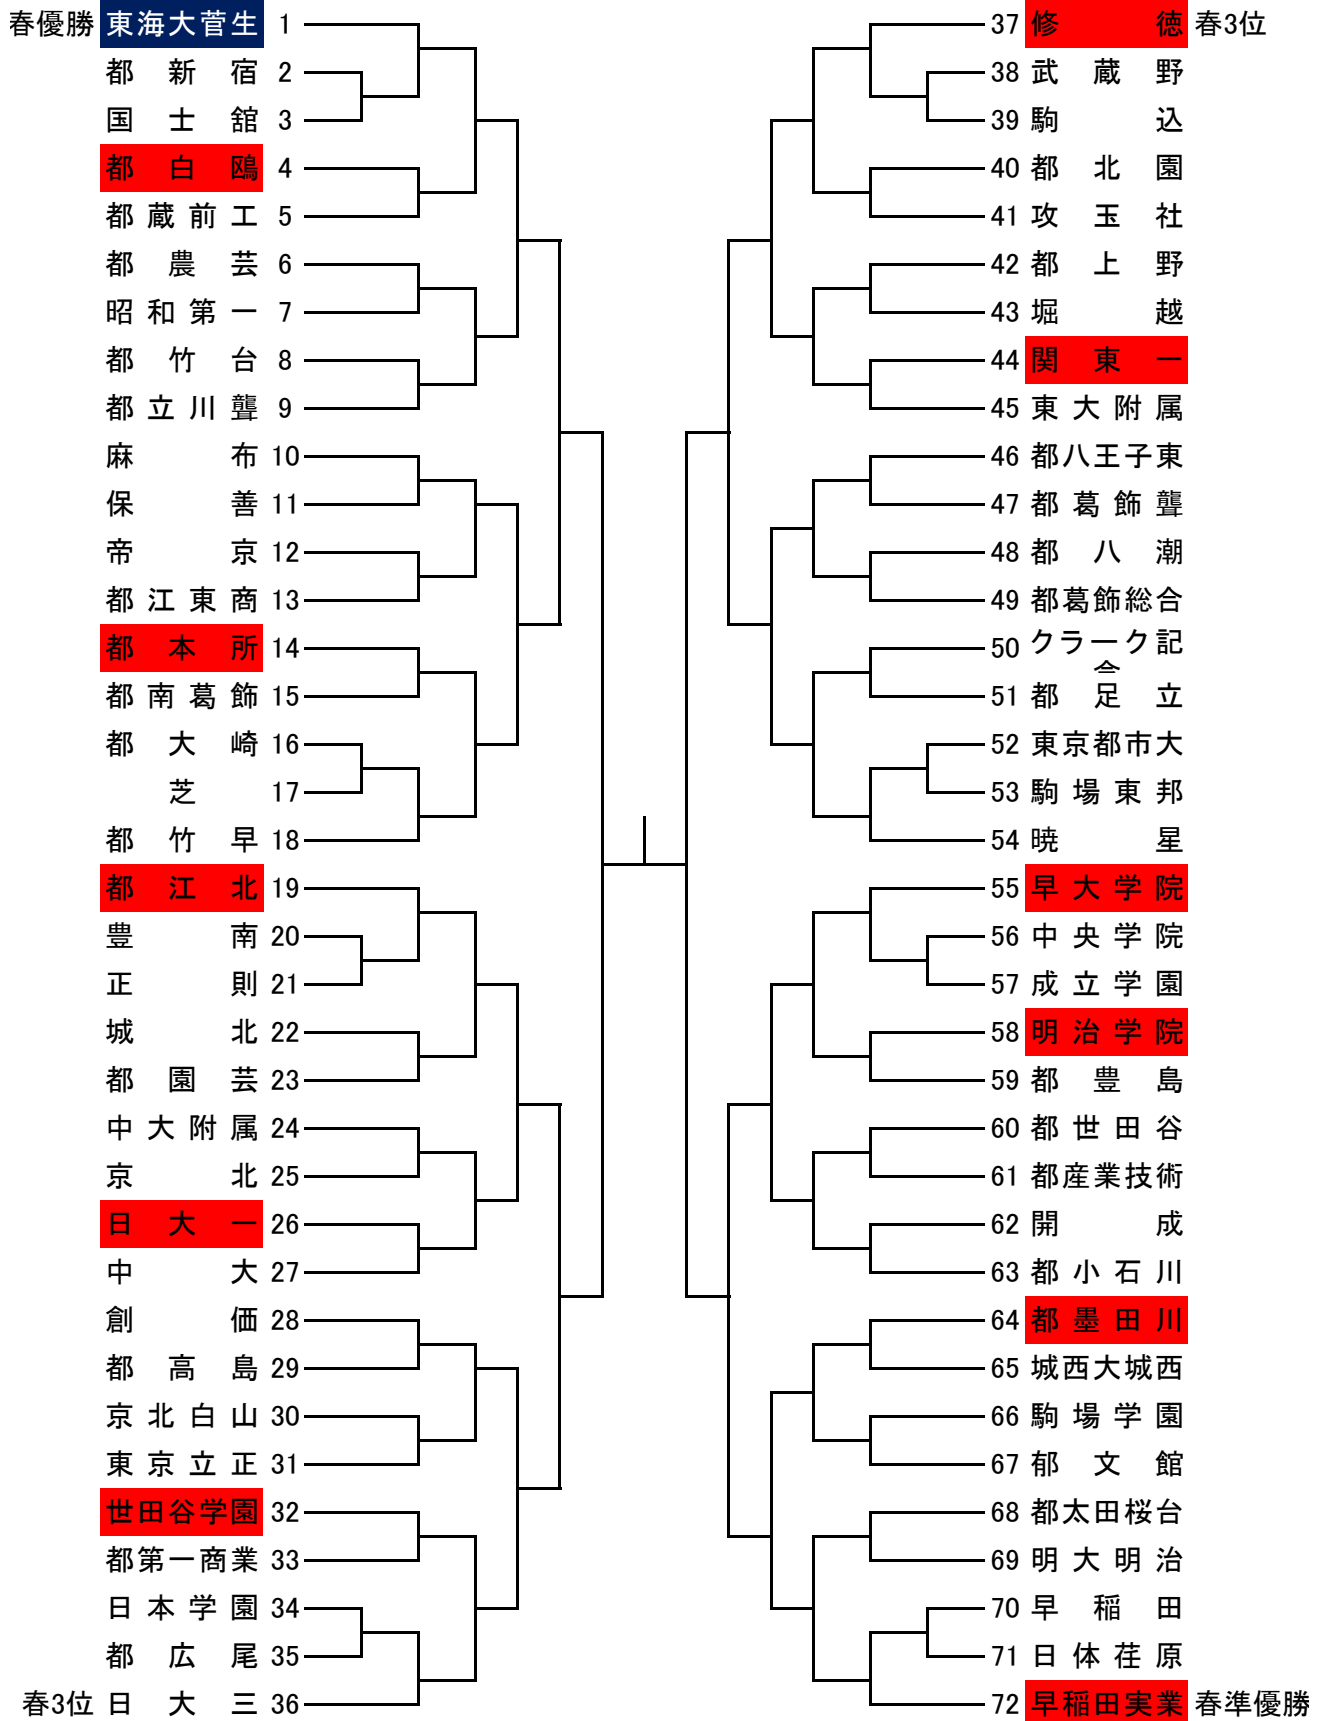 春優勝 東海大菅生 1
都新宿 2
国士舘 3
都白鴎 4
都蔵前工 5
都農芸 6
昭和第一 7
都竹台 8
都立川聾 9
麻布 10
保善 11
帝京 12
都江東商 13
都本所 14
都南葛飾 15
都大崎 16
芝 17
都竹早 18
都江北 19
豊南 20
正則 21
城北 22
都園芸 23
中大附属 24
京北 25
日大一 26
中大 27
創価 28
都高島 29
京北白山 30
東京立正 31
世田谷学園 32
都第一商業 33
日本学園 34
都広尾 35
春3位 日大三 36
37 修徳 春3位
38 武蔵野
39 駒込
40 都北園
41 攻玉社
42 都上野
43 堀越
44 関東一
45 東大附属
46 都八王子東
47 都葛飾聾
48 都八潮
49 都葛飾総合
50 クラーク記
念
51 都足立
52 東京都市大
53 駒場東邦
54 暁星
55 早大学院
56 中央学院
57 成立学園
58 明治学院
59 都豊島
60 都世田谷
61 都産業技術
62 開成
63 都小石川
64 都墨田川
65 城西大城西
66 駒場学園
67 郁文館
68 都太田桜台
69 明大明治
70 早稲田
71 日体荏原
72 早稲田実業 春準優勝